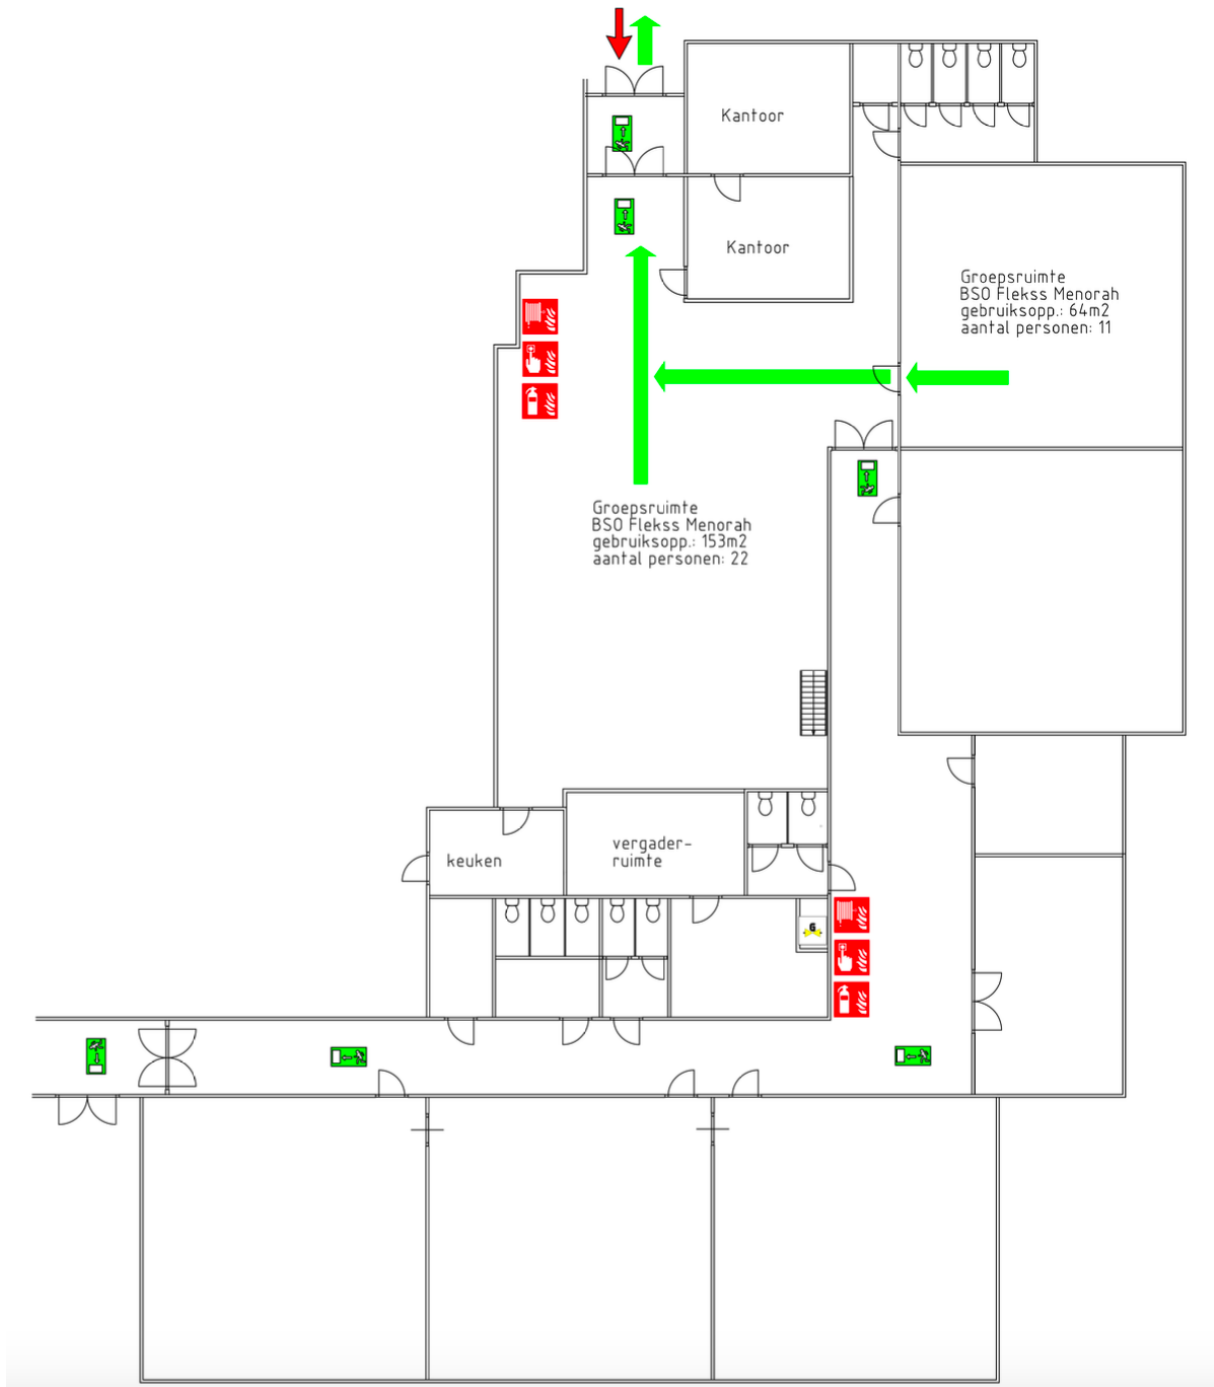 Kantoor
Kantoor
Groepsruimte
BSO Flekss Menorah
gebruiksopp.: 64m2
aantal personen: 11
Groepsruimte
BSO Flekss Menorah
gebruiksopp.: 153m2
aantal personen: 22
keuken
vergader-
ruimte
G